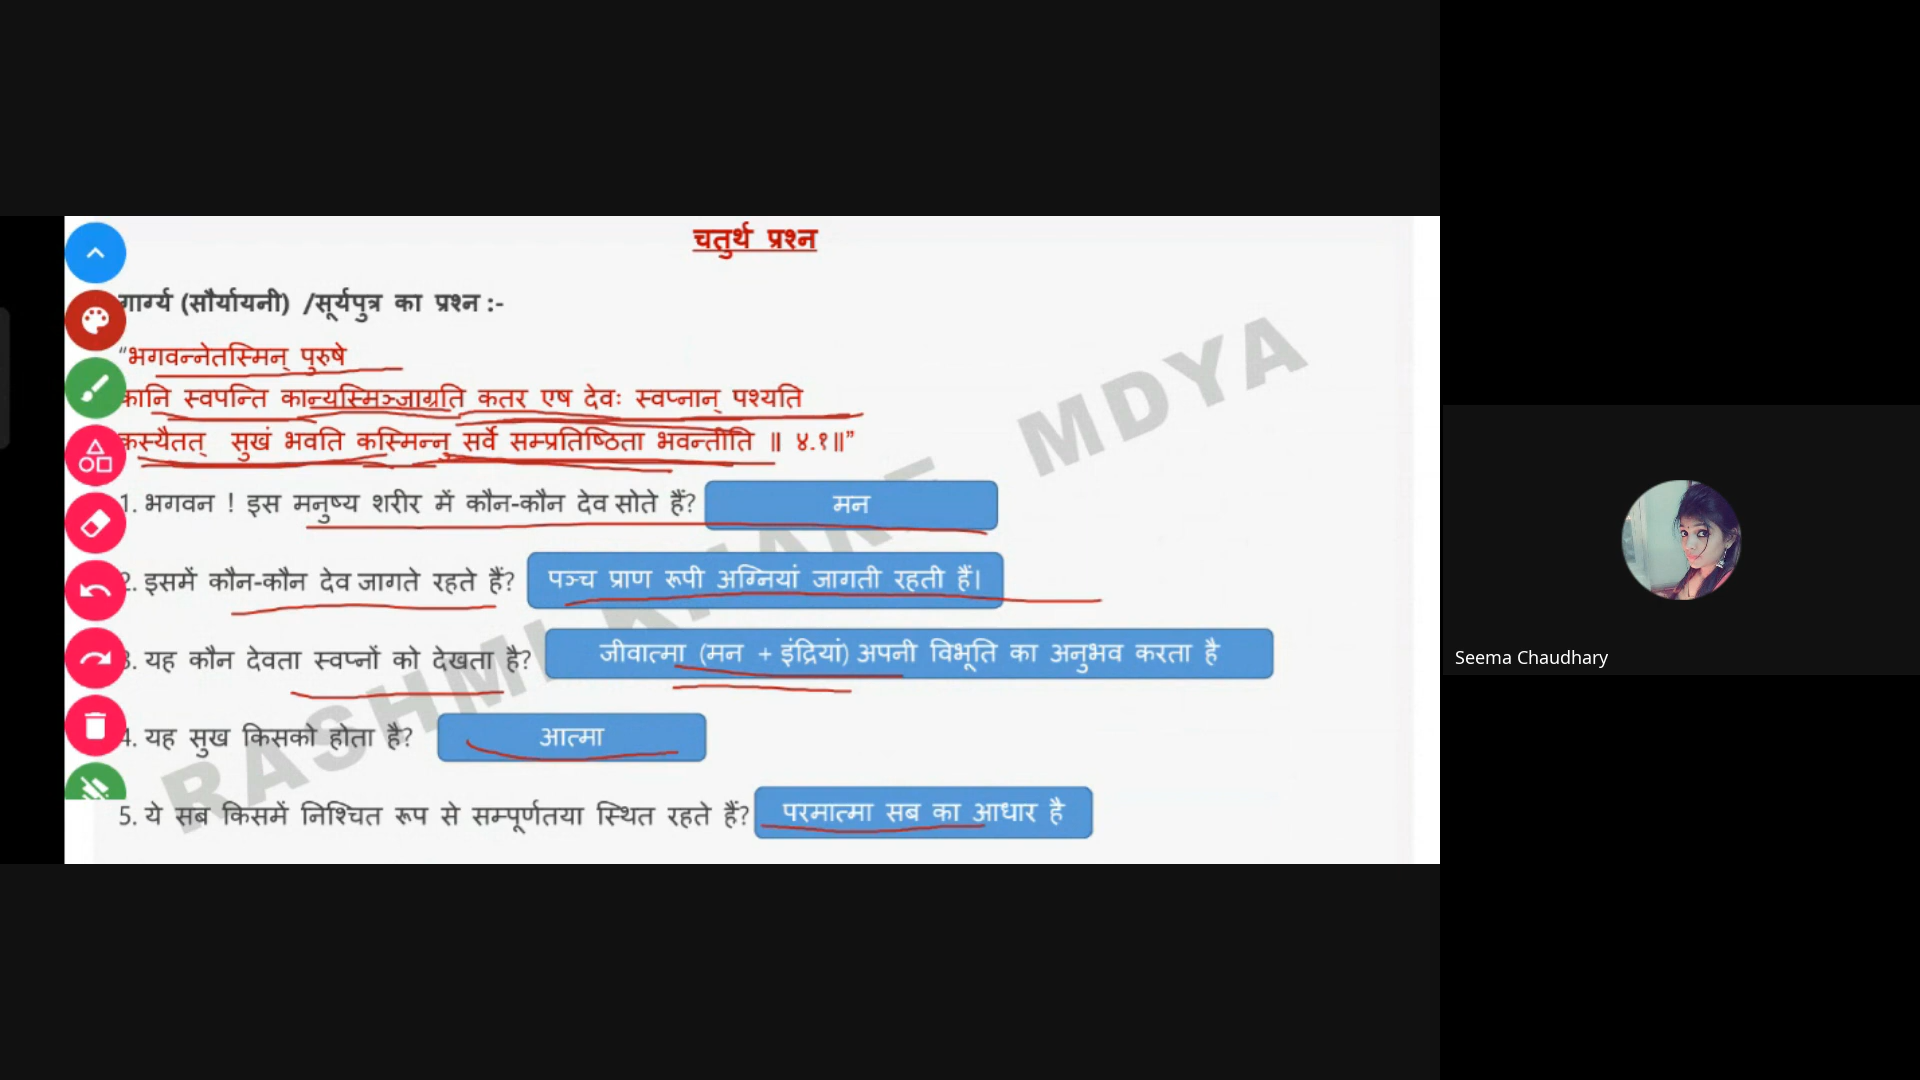 चतुर्थ प्रश्न
गार्ग्य (सौर्यायनी) /सूर्यपुत्र का प्रश्न :-
“भगवन्नेतस्मिन् पुरुषे
कानि स्वपन्ति कान्यस्मिञ्जाग्रति कतर एष देवः स्वप्नान् पश्यति
कस्यैतत् सुखं भवति कस्मिन्नु सर्वे सम्प्रतिष्ठिता भवन्तीति ॥ ४.१॥”
1. भगवन ! इस मनुष्य शरीर में कौन-कौन देव सोते हैं? मन
2. इसमें कौन-कौन देव जागते रहते हैं? पञ्च प्राण रूपी अग्नियां जागती रहती हैं।
3. यह कौन देवता स्वप्नों को देखता है? जीवात्मा (मन + इंद्रियां) अपनी विभूति का अनुभव करता है
4. यह सुख किसको होता है? आत्मा
5. ये सब किसमें निश्चित रूप से सम्पूर्णतया स्थित रहते हैं? परमात्मा सब का आधार है
RASHMI KHARE MDYA
Seema Chaudhary